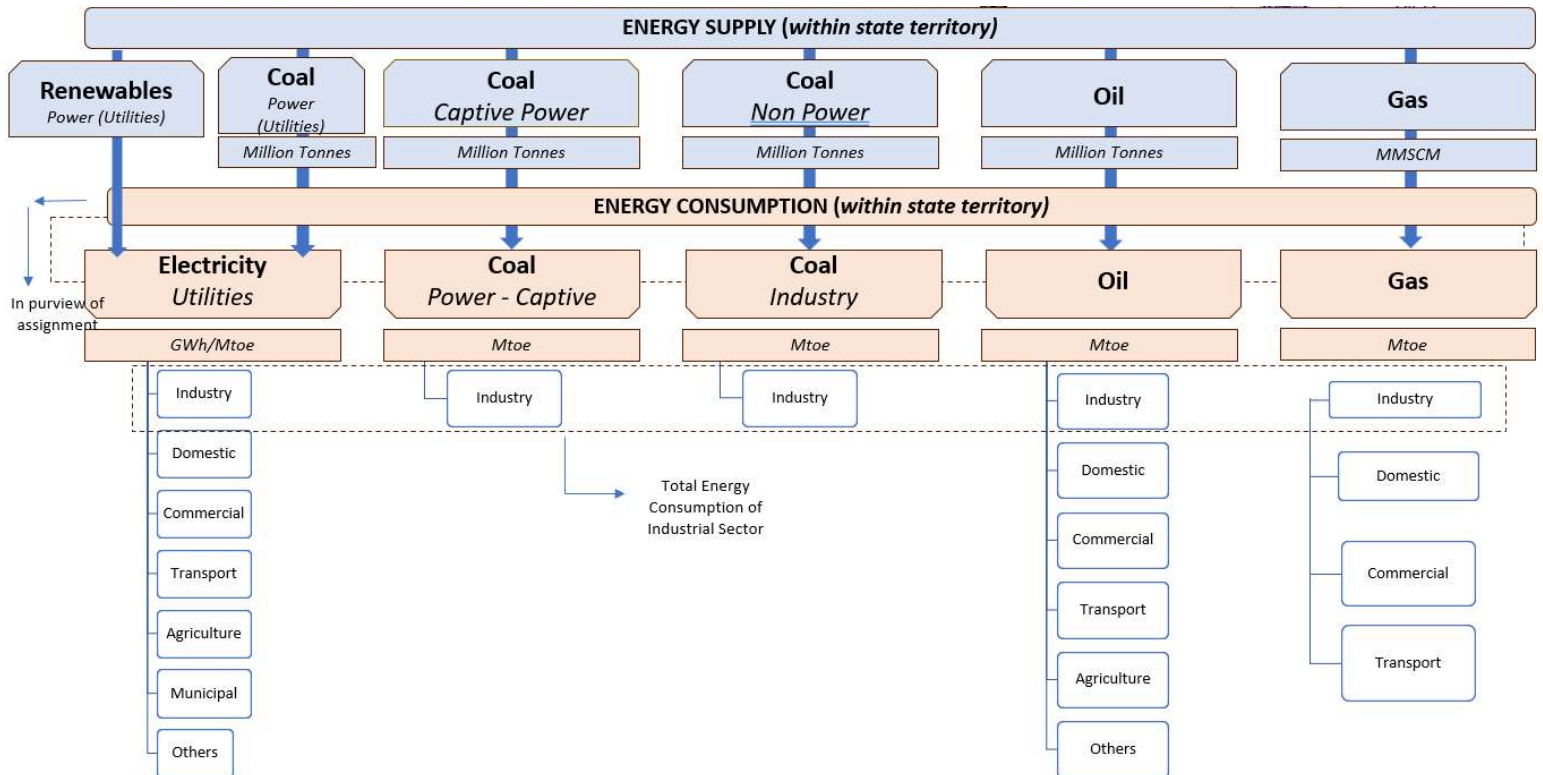 ENERGY SUPPLY (within state territory)
Renewables
Power (Utilities)
Coal
Power
(Utilities)
Million Tonnes
Coal
Captive Power
Million Tonnes
Coal
Non Power
Million Tonnes
Oil
Million Tonnes
Gas
MMSCM
ENERGY CONSUMPTION (within state territory)
In purview of
assignment
Electricity
Utilities
GWh/Mtoe
Industry
Domestic
Commercial
Transport
Agriculture
Municipal
Others
Coal
Power - Captive
Mtoe
Industry
Coal
Industry
Mtoe
Industry
Total Energy
Consumption of
Industrial Sector
Oil
Mtoe
Industry
Domestic
Commercial
Transport
Agriculture
Others
Gas
Mtoe
Industry
Domestic
Commercial
Transport